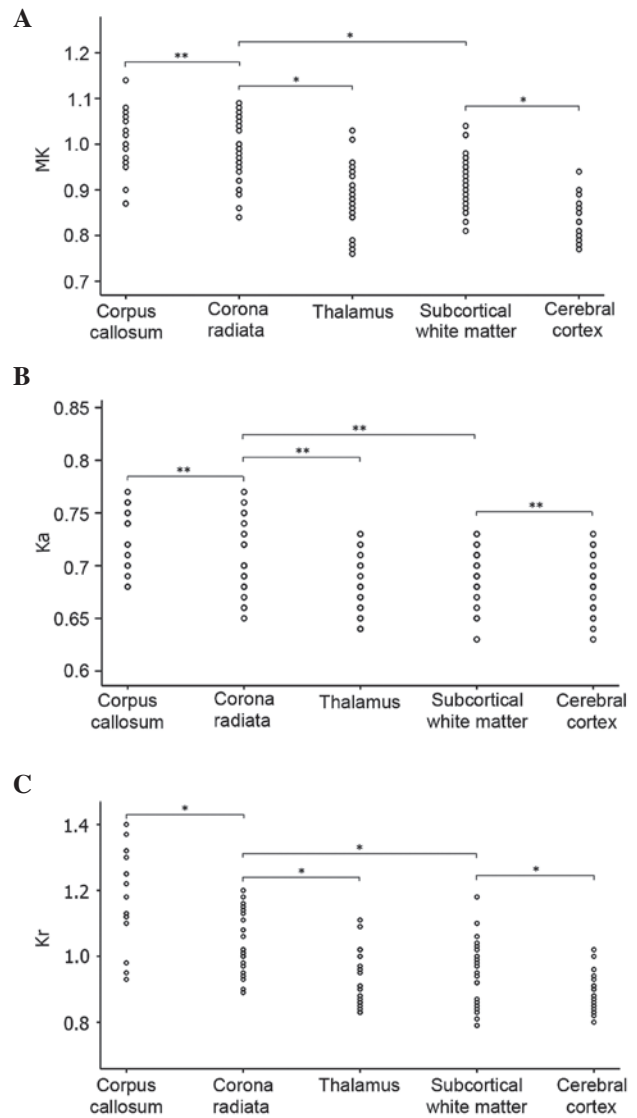 A
1.2
1.1
1.0
0.9
0.8
0.7
MK
**
*
*
*
Corpus
callosum
Corona
radiata
Thalamus
Subcortical
white matter
Cerebral
cortex
B
0.85
0.8
0.75
0.7
0.65
0.6
Ka
**
**
**
**
Corpus
callosum
Corona
radiata
Thalamus
Subcortical
white matter
Cerebral
cortex
C
1.4
1.2
1.0
0.8
Kr
*
*
*
*
Corpus
callosum
Corona
radiata
Thalamus
Subcortical
white matter
Cerebral
cortex